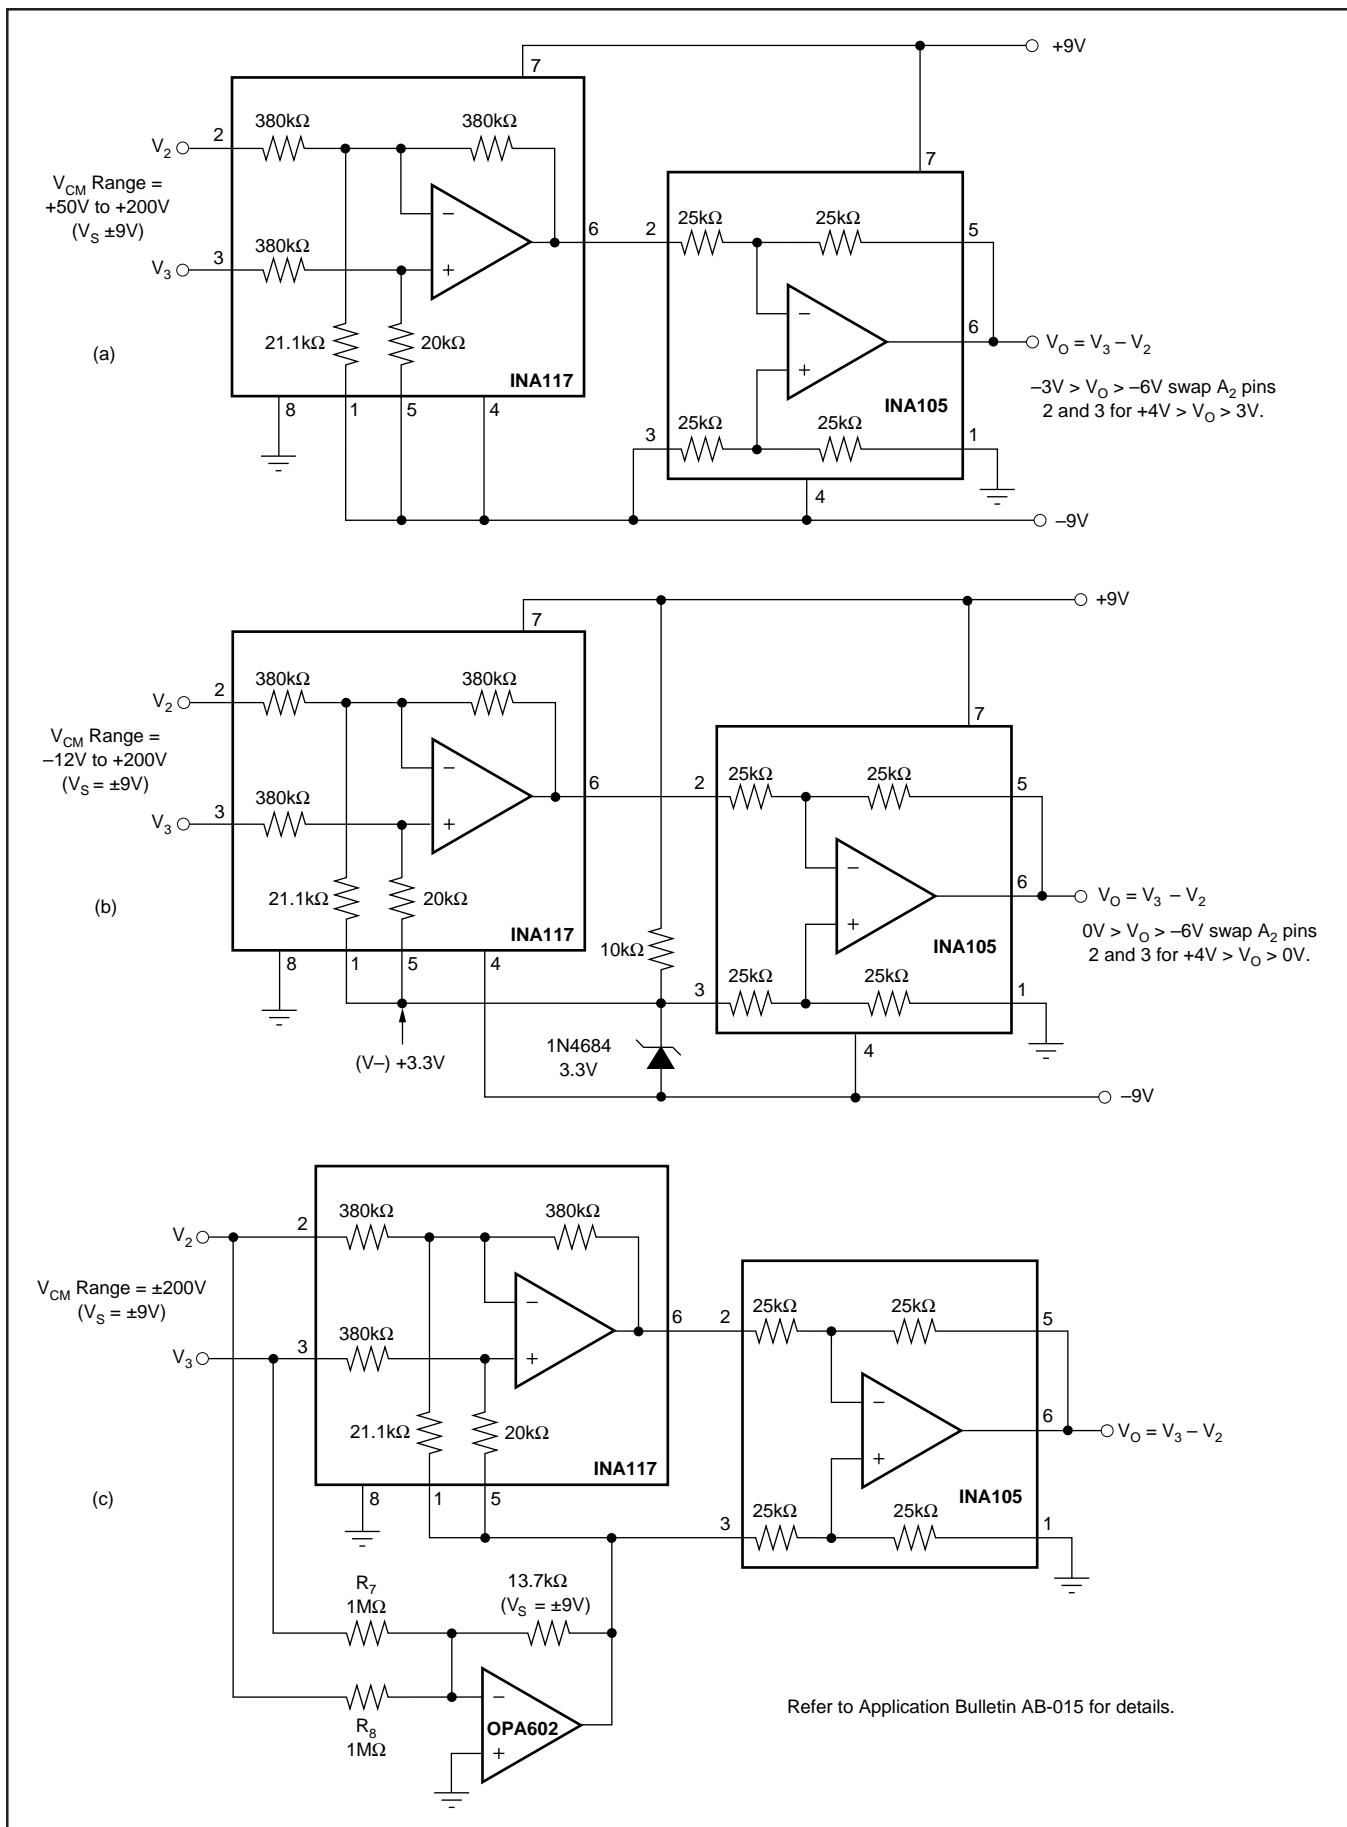 7
+9V
380kΩ
380kΩ
V2
2
7
VCM Range =
+50V to +200V
(VS ±9V)
–
25kΩ
25kΩ
380kΩ
6
2
5
V3
3
+
–
21.1kΩ
20kΩ
6
VO = V3 – V2
(a)
+
INA117
INA105
–3V > VO > –6V swap A2 pins
2 and 3 for +4V > VO > 3V.
8
1
5
4
25kΩ
25kΩ
3
1
4
–9V
+9V
7
380kΩ
380kΩ
V2
2
7
VCM Range =
–12V to +200V
(VS = ±9V)
–
25kΩ
25kΩ
380kΩ
6
2
5
V3
3
+
–
21.1kΩ
20kΩ
6
VO = V3 – V2
(b)
+
INA117
INA105
0V > VO > –6V swap A2 pins
2 and 3 for +4V > VO > 0V.
10kΩ
8
1
5
4
25kΩ
25kΩ
3
1
1N4684
3.3V
(V–) +3.3V
4
–9V
380kΩ
380kΩ
V2
2
VCM Range = ±200V
(VS = ±9V)
–
25kΩ
25kΩ
380kΩ
6
2
5
V3
3
+
–
21.1kΩ
20kΩ
6
VO = V3 – V2
+
INA117
INA105
(c)
8
1
5
25kΩ
25kΩ
3
1
R7
1MΩ
13.7kΩ
(VS = ±9V)
–
OPA602
+
R8
1MΩ
Refer to Application Bulletin AB-015 for details.